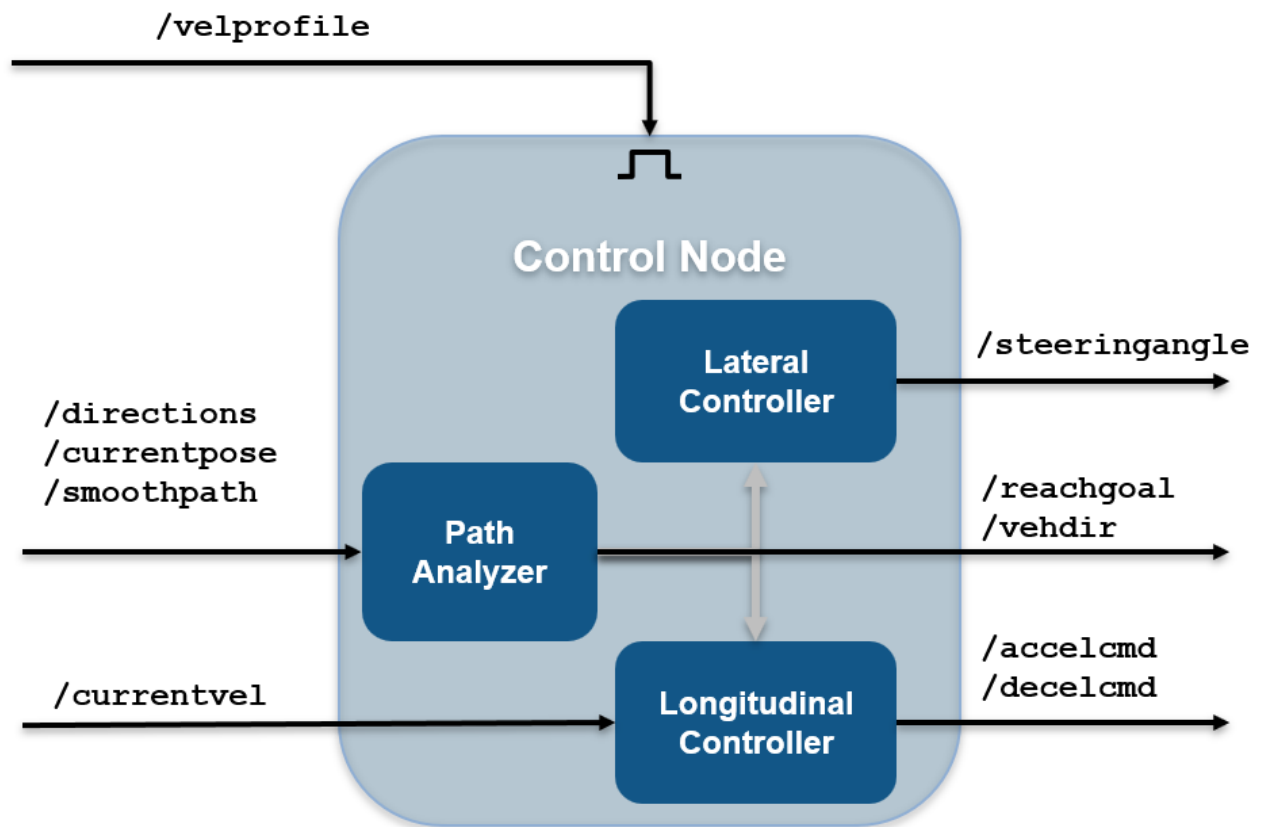 /velprofile
Control Node
Lateral
Controller
/steeringangle
/directions
/currentpose
/smoothpath
Path
Analyzer
/reachgoal
/vehdir
/currentvel
Longitudinal
Controller
/accelcmd
/decelcmd